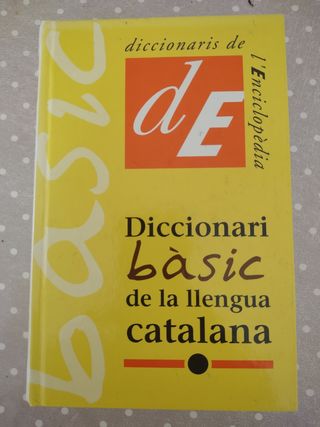 bàsic
diccionaris de
l'Enciclopèdia
dE
Diccionari
bàsic
de la llengua
catalana